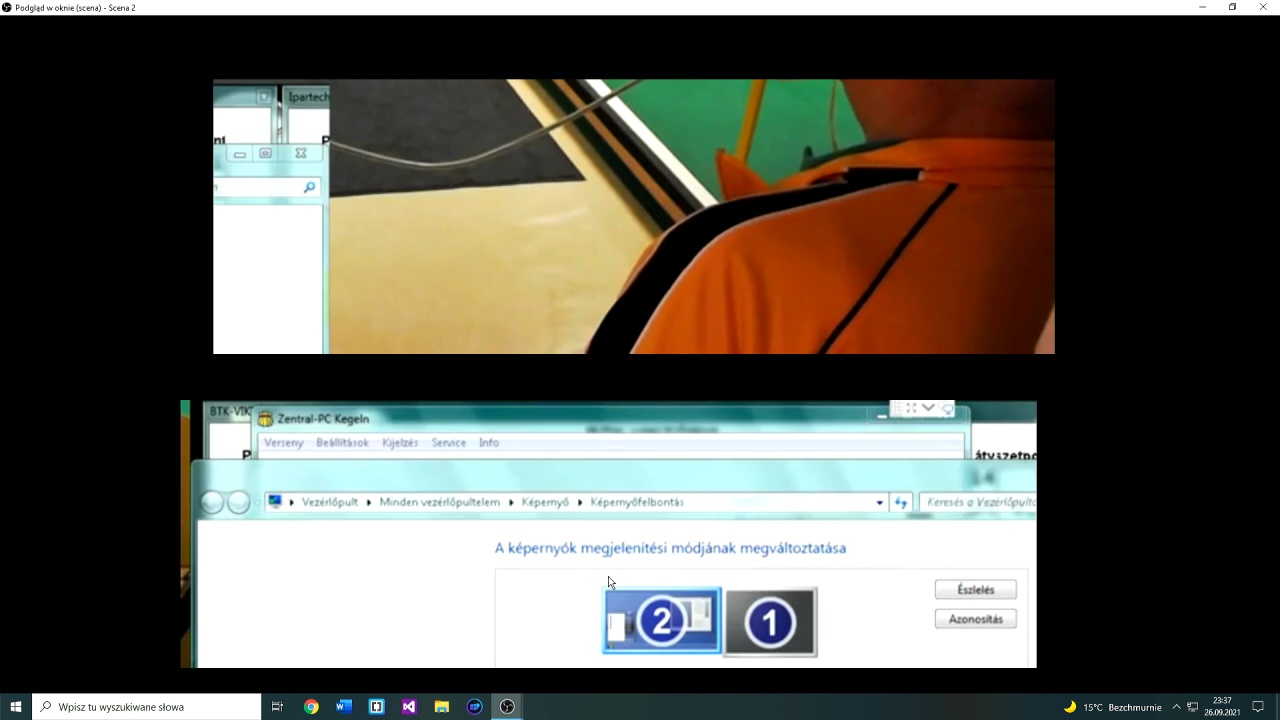 Podgląd w oknie (scena) - Scena 2
Ipartech
BTK-VIK
Zentral-PC Kegeln
Verseny Beállítások Kijelzés Service Info
Vezérlőpult Minden vezérlőpultelem Képernyő Képernyőfelbontás
Keresés a Vezérlőpulto
A képernyők megjelenítési módjának megváltoztatása
2 1
Észlelés
Azonosítás
Wpisz tu wyszukiwane słowa
15°C Bezchmurnie
23:37
26.09.2021